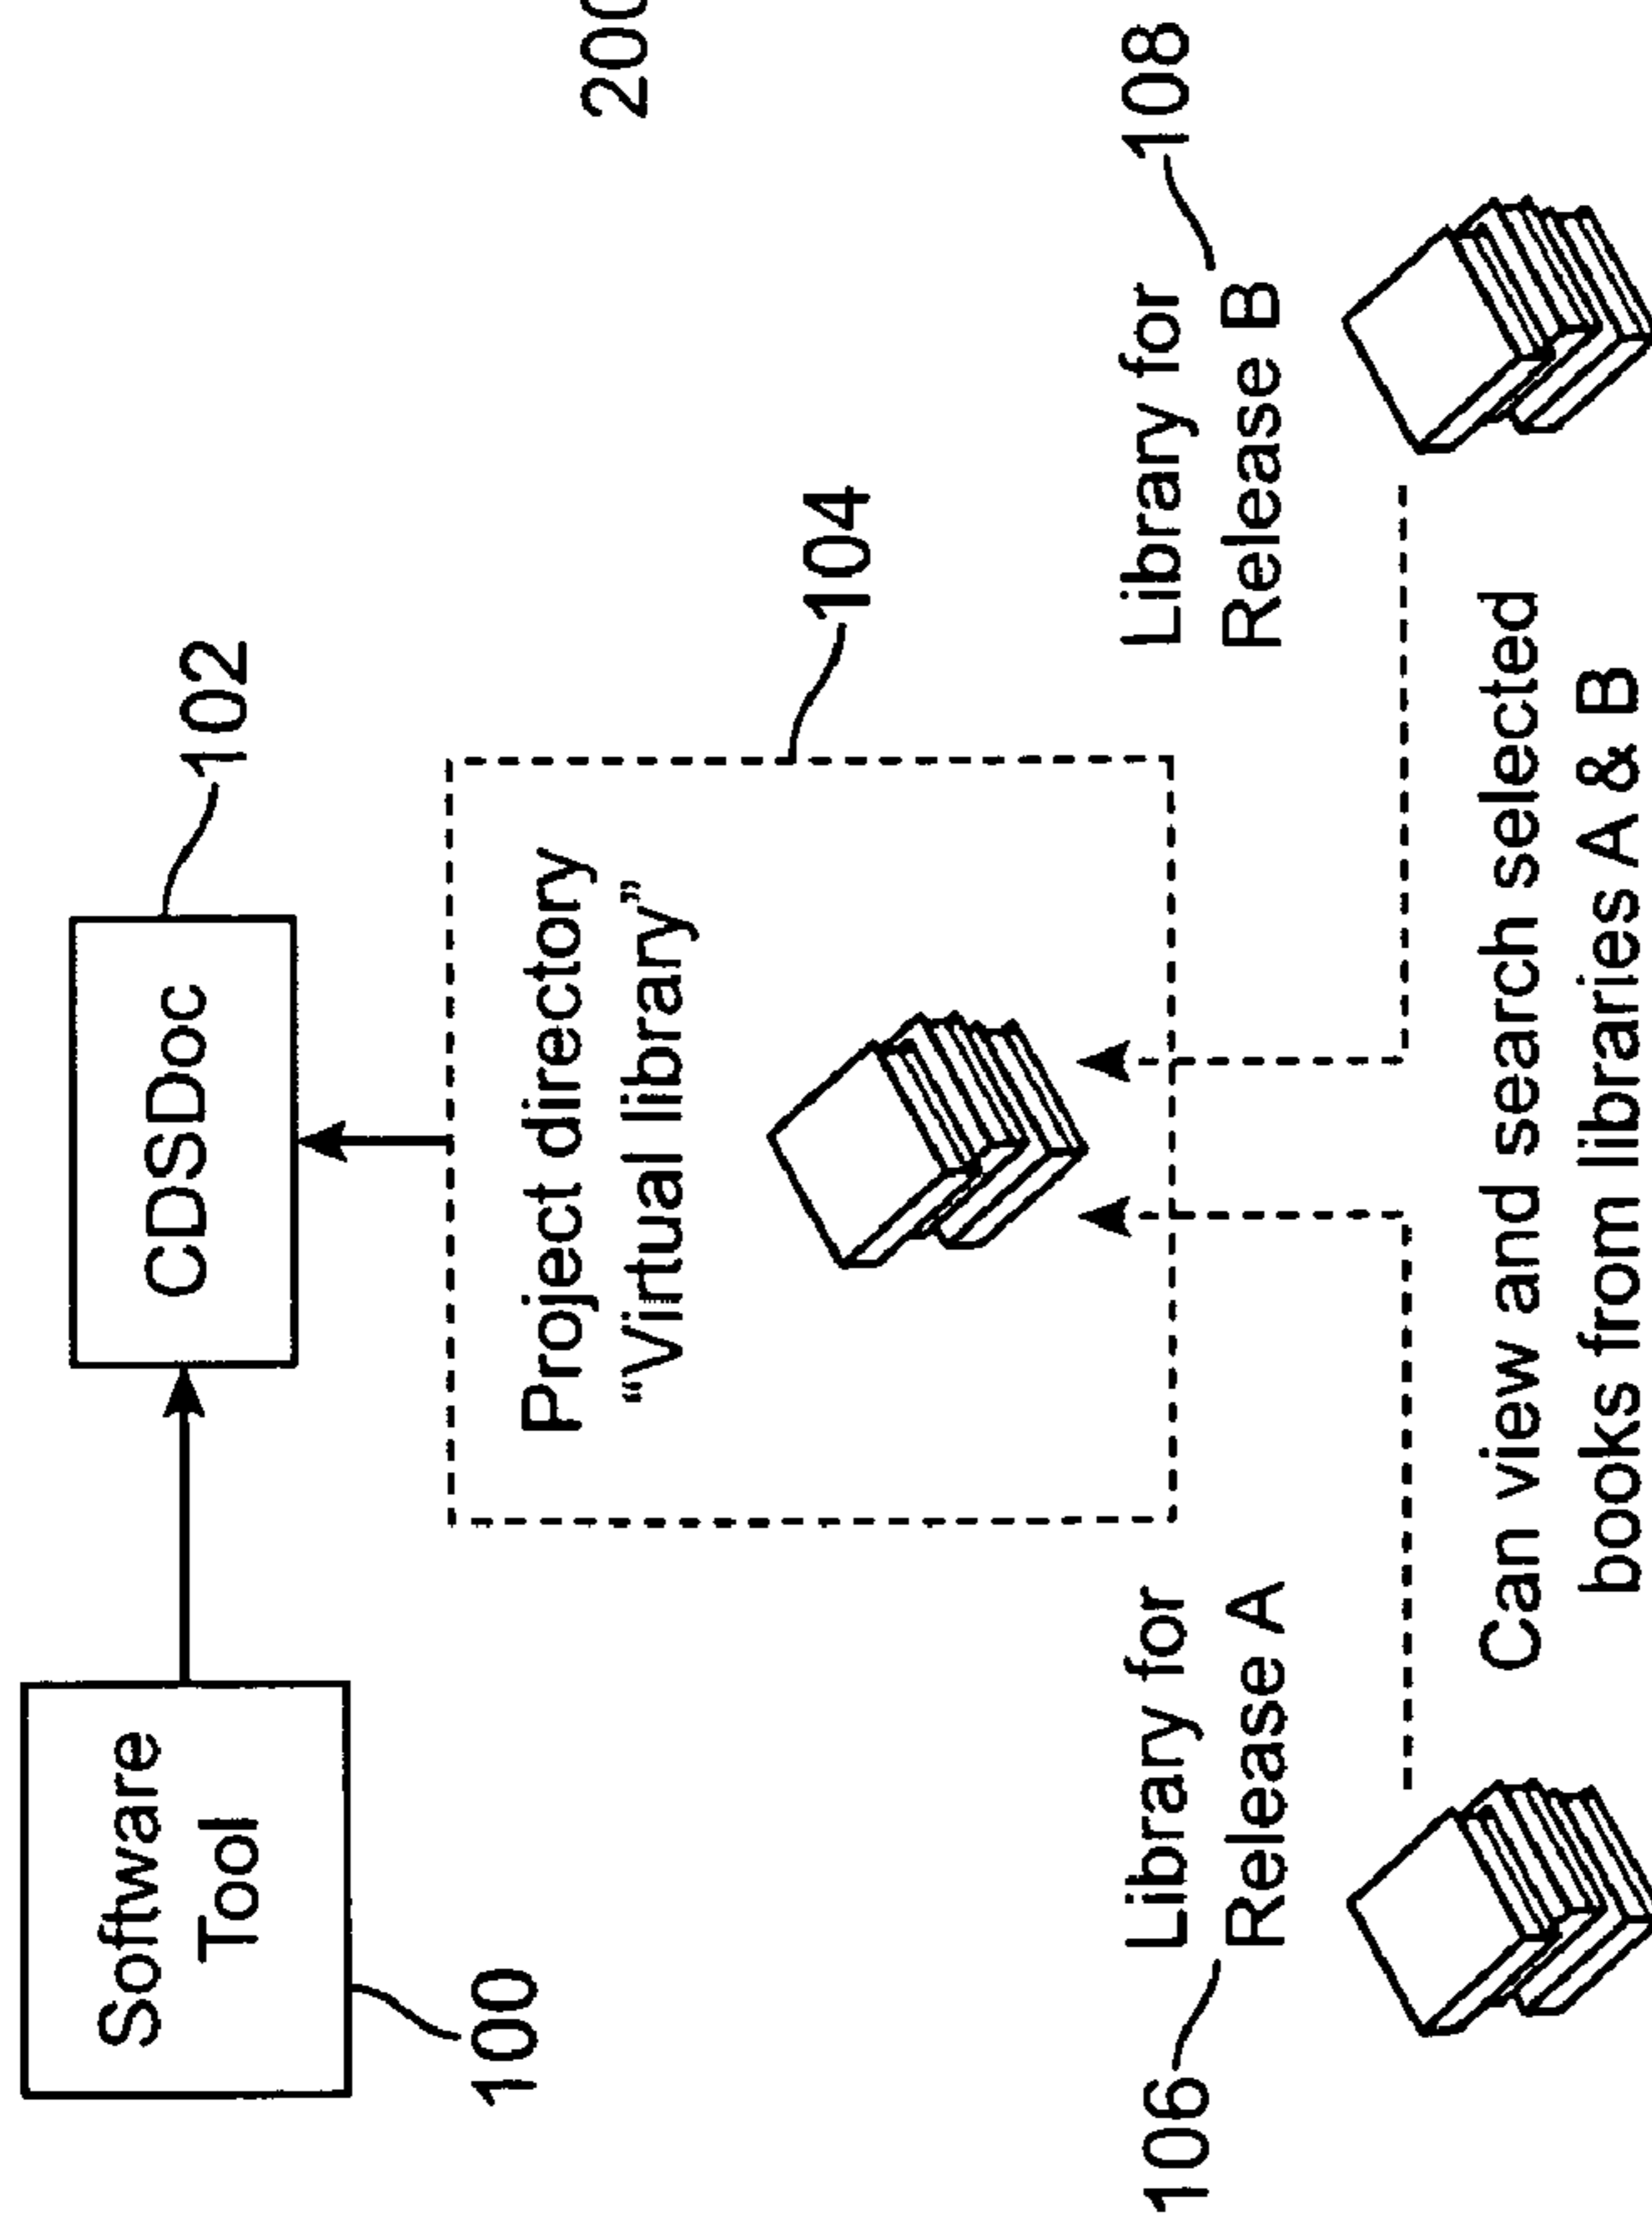 Software
Tool
100
CDSDoc
102
Project directory
“Virtual library”
104
106
Library for
Release A
Library for
Release B
108
Can view and search selected
books from libraries A & B
200